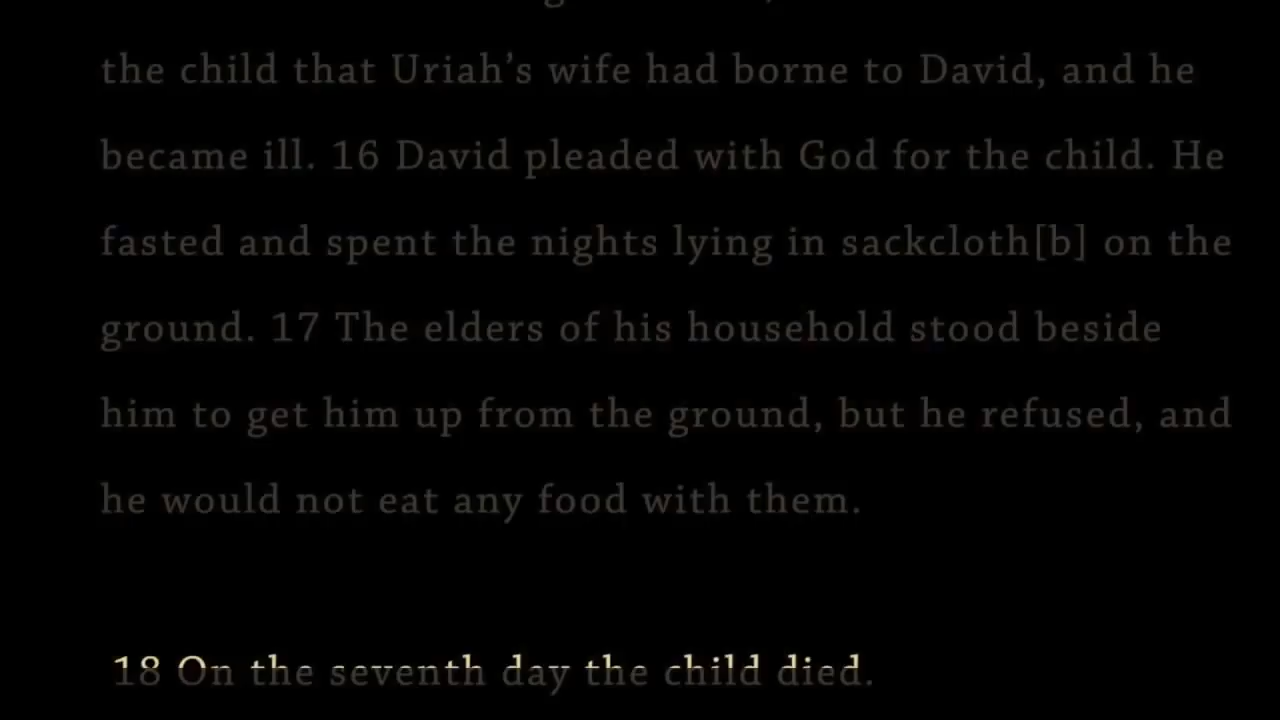 the child that Uriah’s wife had borne to David, and he
became ill. 16 David pleaded with God for the child. He
fasted and spent the nights lying in sackcloth[b] on the
ground. 17 The elders of his household stood beside
him to get him up from the ground, but he refused, and
he would not eat any food with them.
18 On the seventh day the child died.